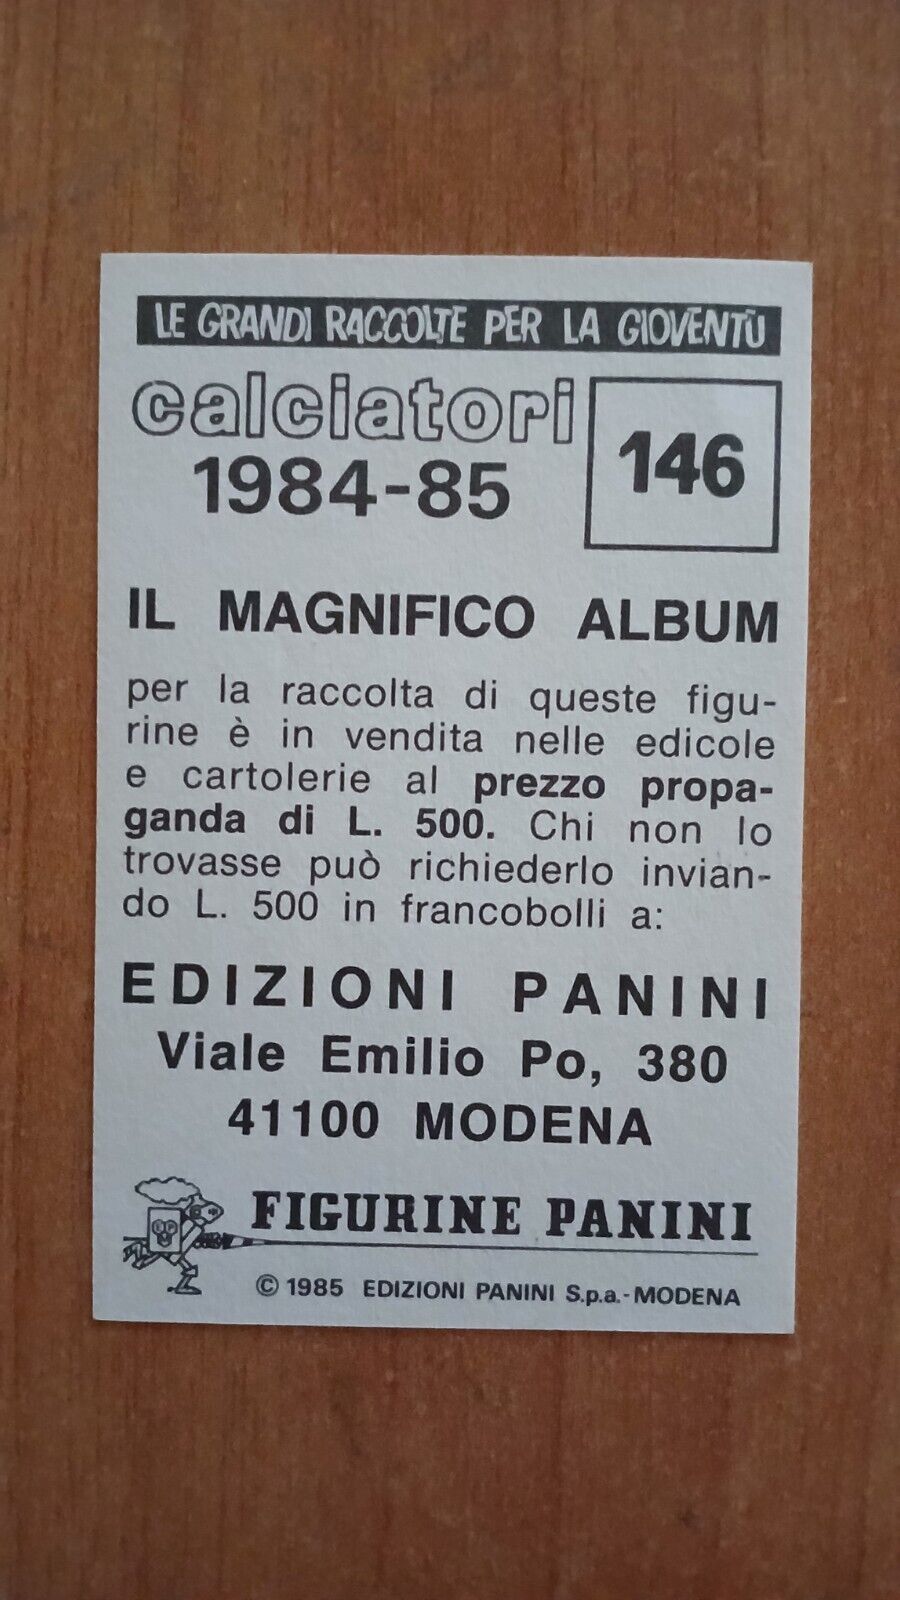 LE GRANDI RACCOLTE PER LA GIOVENTÙ
calciatori
1984-85
146
IL MAGNIFICO ALBUM
per la raccolta di queste figu-
rine è in vendita nelle edicole
e cartolerie al prezzo propa-
ganda di L. 500. Chi non lo
trovasse può richiederlo invian-
do L. 500 in francobolli a:
EDIZIONI PANINI
Viale Emilio Po, 380
41100 MODENA
FIGURINE PANINI
© 1985 EDIZIONI PANINI S.p.a.-MODENA